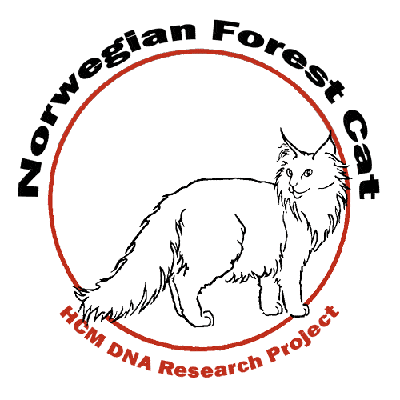 Norwegian Forest Cat
HCM DNA Research Project